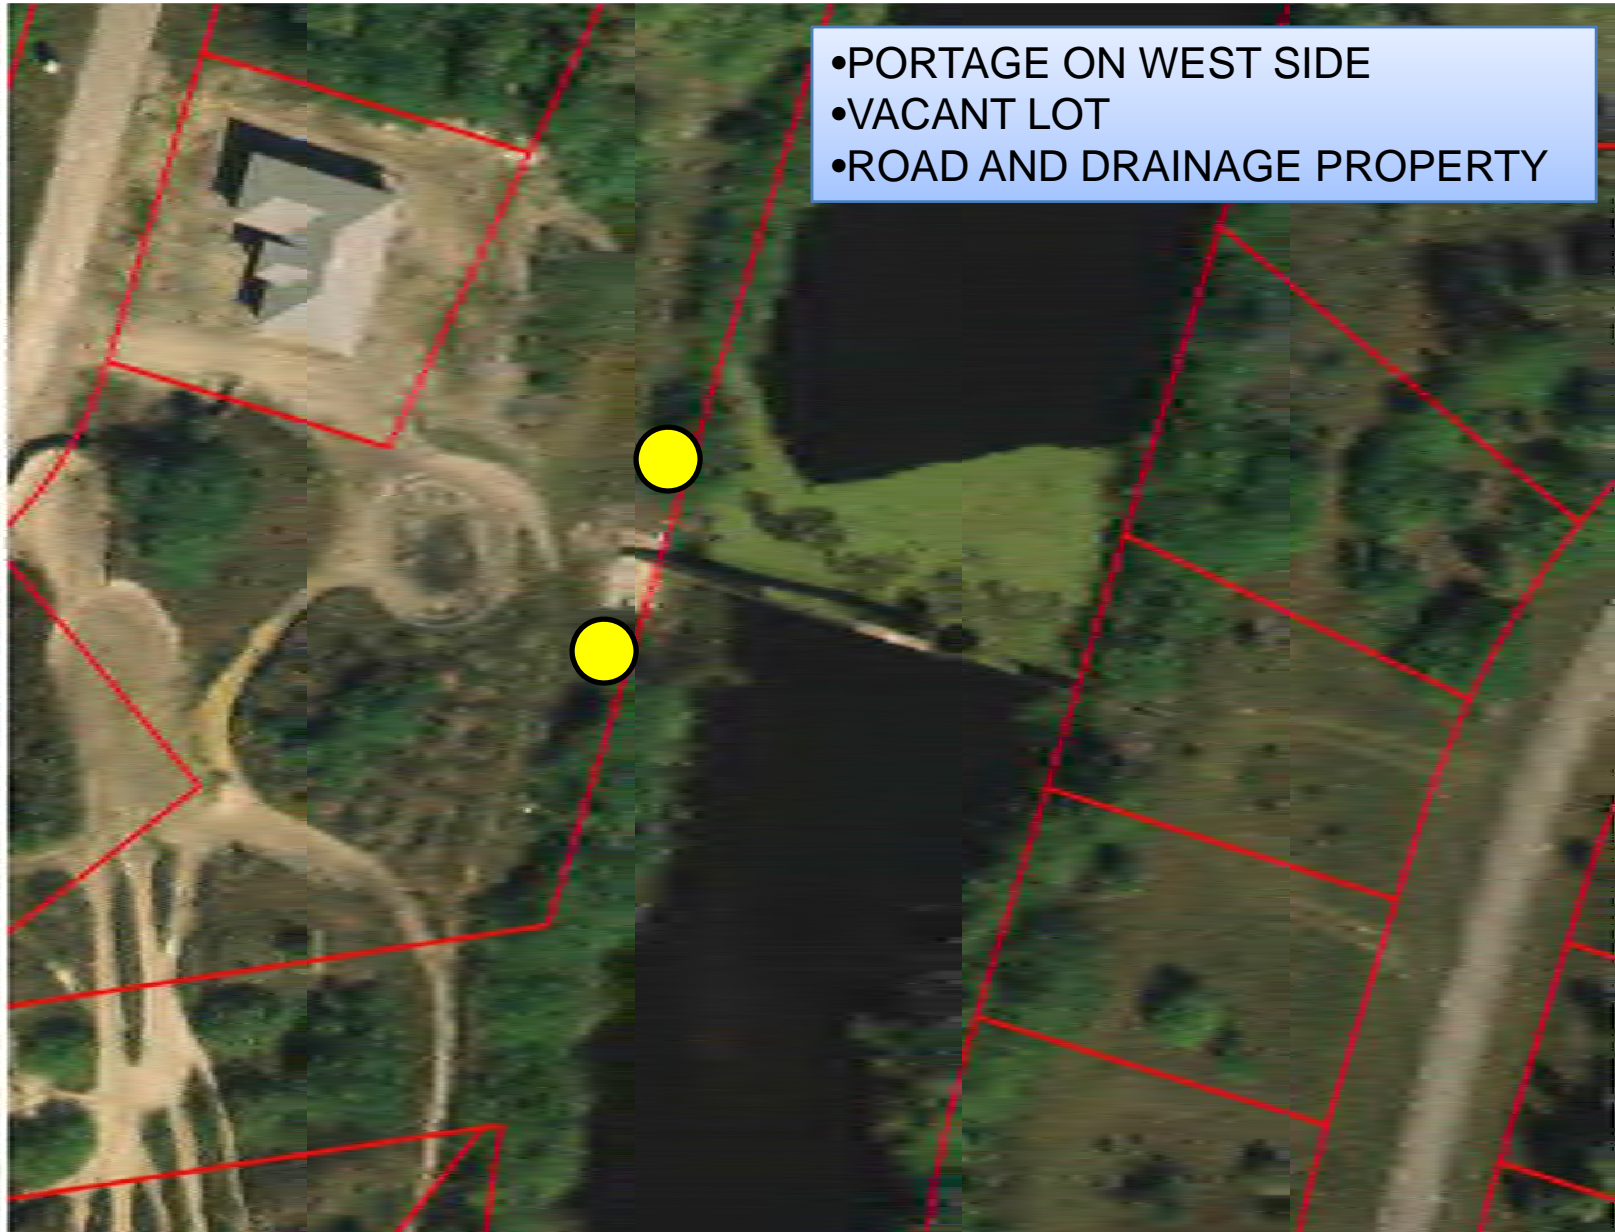 •PORTAGE ON WEST SIDE
•VACANT LOT
•ROAD AND DRAINAGE PROPERTY